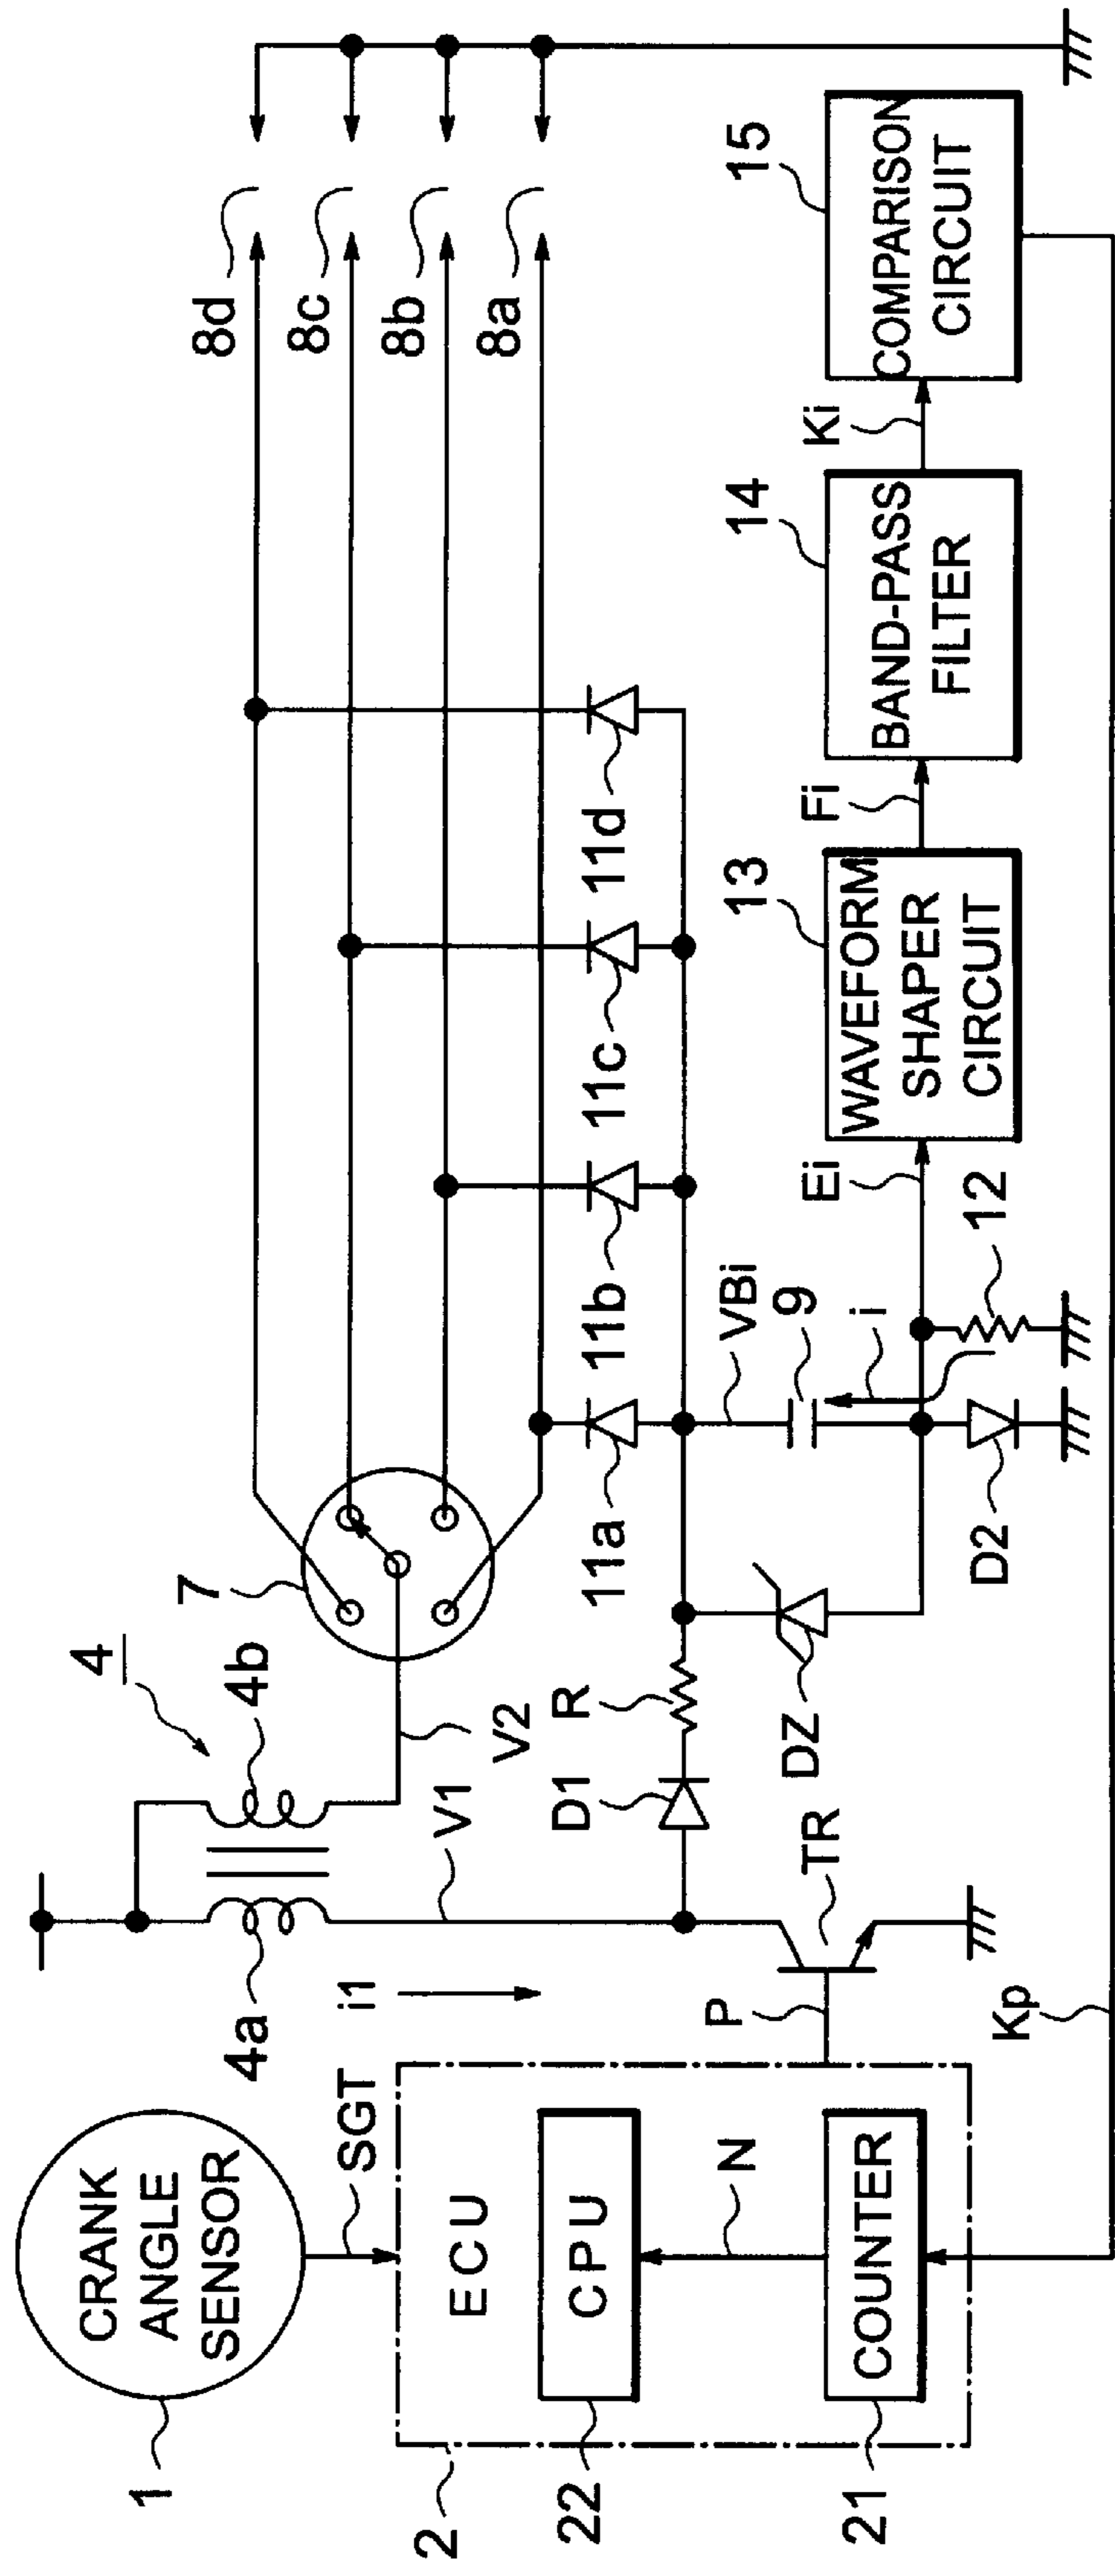 CRANK
ANGLE
SENSOR
1
SGT
2
E C U
22
C P U
N
21
COUNTER
4
4a
4b
i1
V1
V2
7
P
TR
Kp
D1
R
DZ
D2
11a
11b
11c
11d
VBi
9
i
12
8d
8c
8b
8a
Ei
13
WAVEFORM
SHAPER
CIRCUIT
Fi
14
BAND-PASS
FILTER
Ki
15
COMPARISON
CIRCUIT